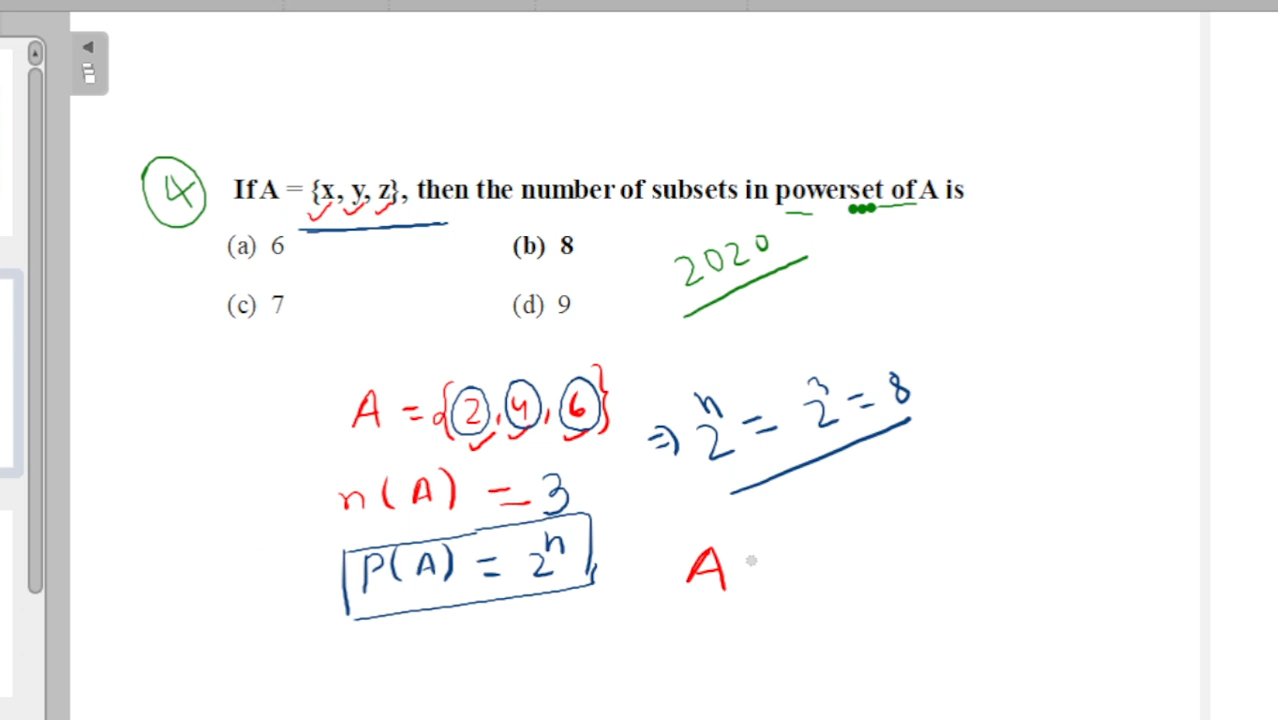 4
If A = {x, y, z}, then the number of subsets in powerset of A is
(a) 6
(b) 8
2020
(c) 7
(d) 9
A = {2, 4, 6}
⇒ 2ⁿ = 2³ = 8
n(A) = 3
P(A) = 2ⁿ
A